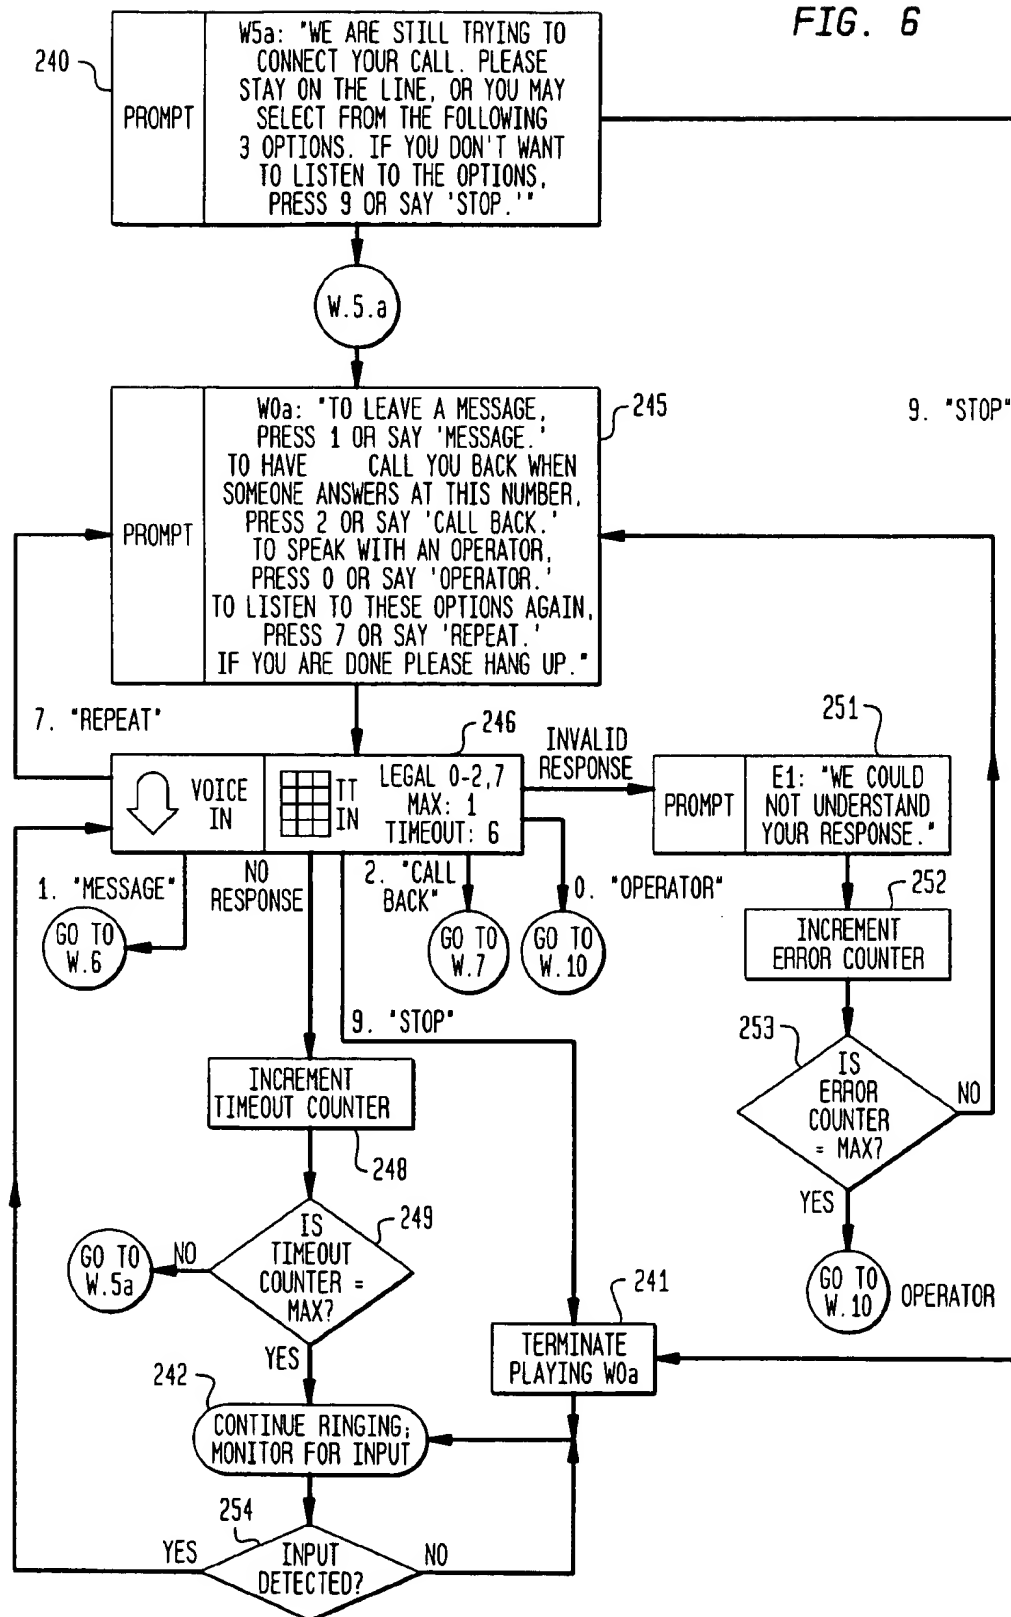 FIG. 6
240
PROMPT
W5a: "WE ARE STILL TRYING TO
CONNECT YOUR CALL. PLEASE
STAY ON THE LINE, OR YOU MAY
SELECT FROM THE FOLLOWING
3 OPTIONS. IF YOU DON'T WANT
TO LISTEN TO THE OPTIONS,
PRESS 9 OR SAY 'STOP.'"
W.5.a
245
9. "STOP"
PROMPT
W0a: "TO LEAVE A MESSAGE,
PRESS 1 OR SAY 'MESSAGE.'
TO HAVE CALL YOU BACK WHEN
SOMEONE ANSWERS AT THIS NUMBER,
PRESS 2 OR SAY 'CALL BACK.'
TO SPEAK WITH AN OPERATOR,
PRESS 0 OR SAY 'OPERATOR.'
TO LISTEN TO THESE OPTIONS AGAIN,
PRESS 7 OR SAY 'REPEAT.'
IF YOU ARE DONE PLEASE HANG UP."
7. "REPEAT"
246
VOICE
IN
TT
IN
LEGAL 0-2,7
MAX: 1
TIMEOUT: 6
INVALID
RESPONSE
251
PROMPT
E1: "WE COULD
NOT UNDERSTAND
YOUR RESPONSE."
1. "MESSAGE"
GO TO
W.6
NO
RESPONSE
2. "CALL
BACK"
GO TO
W.7
0. "OPERATOR"
GO TO
W.10
252
INCREMENT
ERROR COUNTER
9. "STOP"
253
IS
ERROR
COUNTER
= MAX?
NO
YES
GO TO
W.10
OPERATOR
INCREMENT
TIMEOUT COUNTER
248
249
IS
TIMEOUT
COUNTER =
MAX?
NO
GO TO
W.5a
YES
241
TERMINATE
PLAYING W0a
242
CONTINUE RINGING;
MONITOR FOR INPUT
254
INPUT
DETECTED?
YES
NO